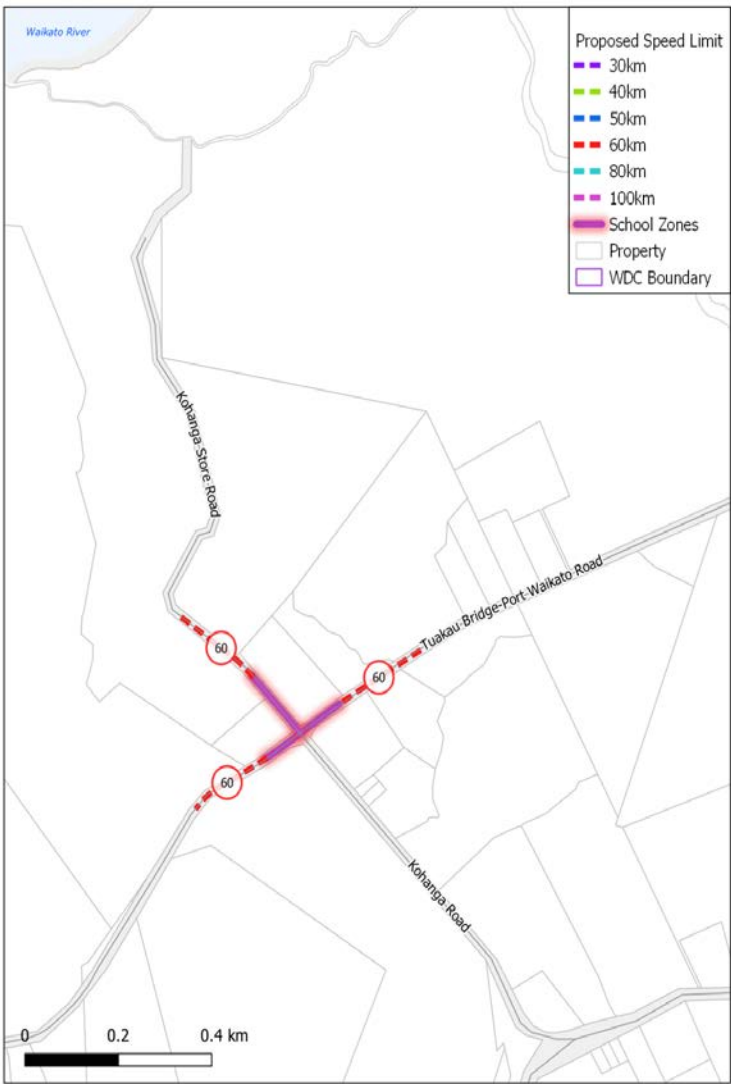 Waikato River
Proposed Speed Limit
30km
40km
50km
60km
80km
100km
School Zones
Property
WDC Boundary
Kohanga Store Road
Tuakau Bridge-Port Waikato Road
60
60
60
Kohanga Road
0 0.2 0.4 km